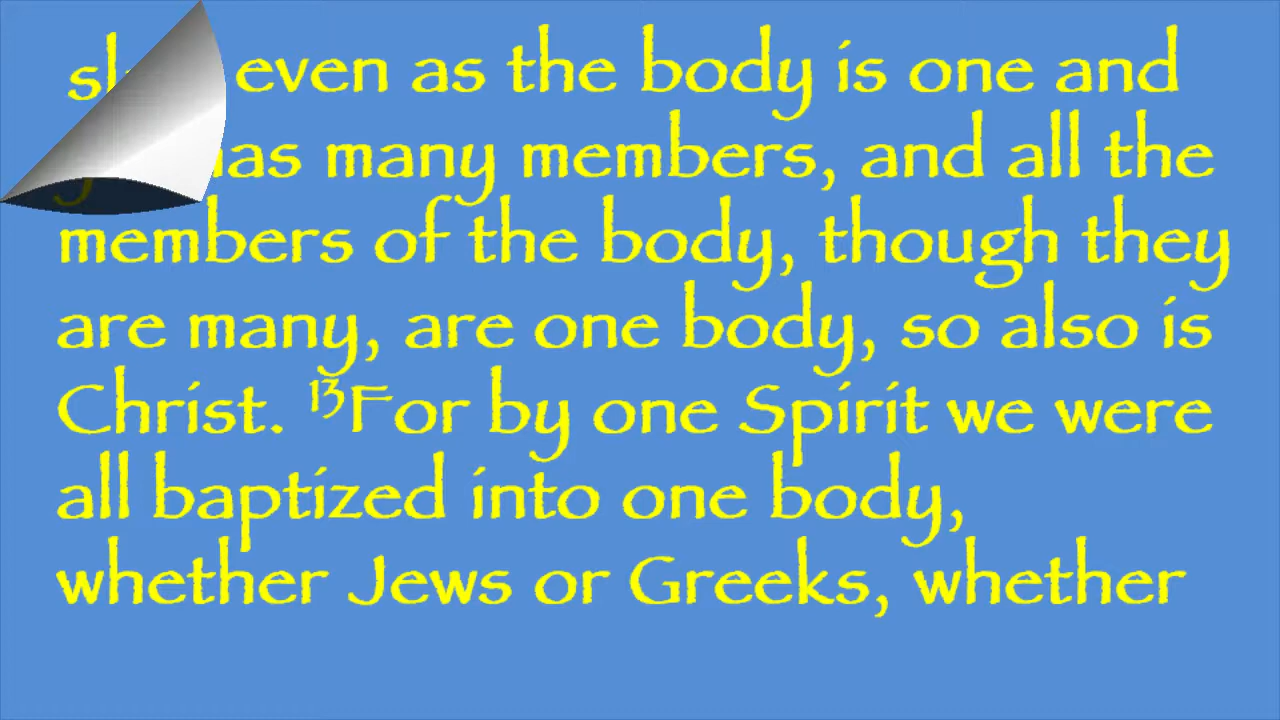 even as the body is one and
has many members, and all the
members of the body, though they
are many, are one body, so also is
Christ. ¹³For by one Spirit we were
all baptized into one body,
whether Jews or Greeks, whether